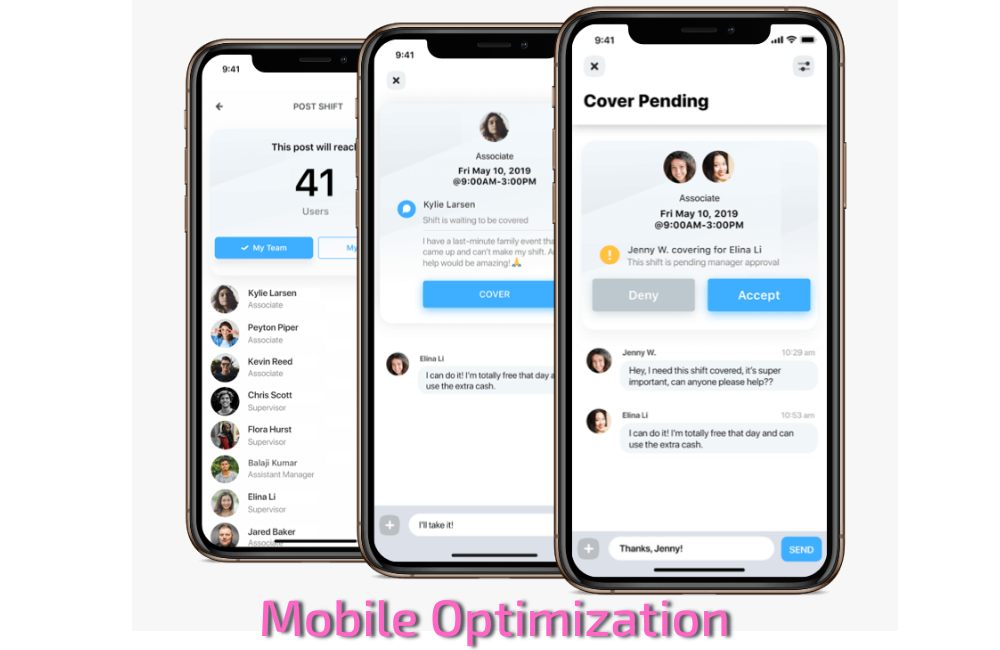 9:41
POST SHIFT
This post will reach
41
Users
My Team
My
Kylie Larsen
Associate
Peyton Piper
Associate
Kevin Reed
Associate
Chris Scott
Supervisor
Flora Hurst
Supervisor
Balaji Kumar
Assistant Manager
Elina Li
Supervisor
Jared Baker
Associate
9:41
Associate
Fri May 10, 2019
@9:00AM-3:00PM
Kylie Larsen
Shift is waiting to be covered
I have a last-minute family event
came up and can't make my shift.
help would be amazing!🙏
COVER
Elina Li
I can do it! I'm totally free that day
use the extra cash.
I'll take it!
9:41
Cover Pending
Associate
Fri May 10, 2019
@9:00AM-3:00PM
Jenny W. covering for Elina Li
This shift is pending manager approval
Deny
Accept
Jenny W.
10:29 am
Hey, I need this shift covered, it's super
important, can anyone please help??
Elina Li
10:53 am
I can do it! I'm totally free that day and can
use the extra cash.
Thanks, Jenny!
SEND
Mobile Optimization